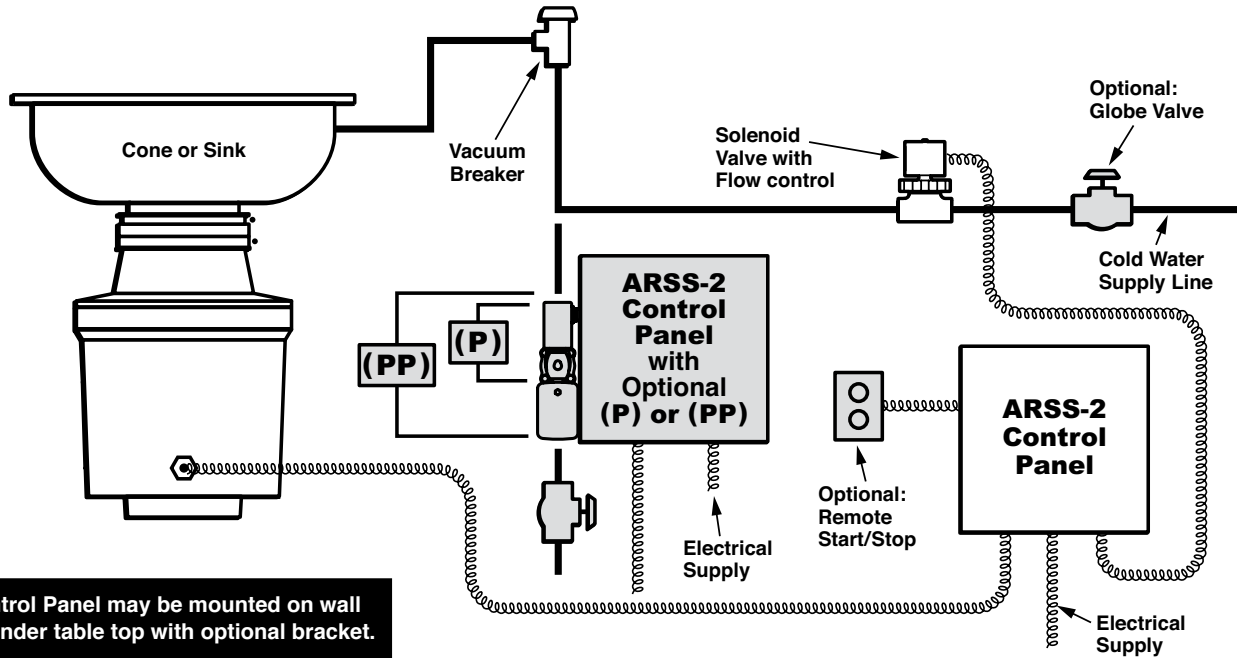 Cone or Sink
Vacuum
Breaker
Solenoid
Valve with
Flow control
Optional:
Globe Valve
Cold Water
Supply Line
(PP)
(P)
ARSS-2
Control
Panel
with
Optional
(P) or (PP)
Electrical
Supply
Optional:
Remote
Start/Stop
ARSS-2
Control
Panel
Electrical
Supply
Panel may be mounted on wall
table top with optional bracket.